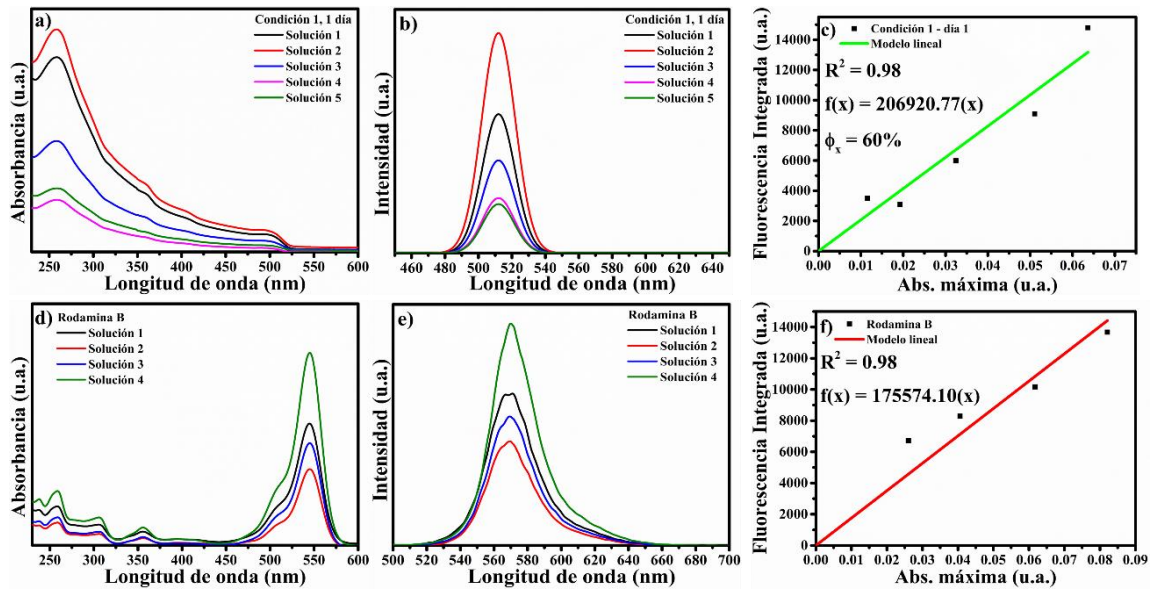 a)
Condición 1, 1 día
Solución 1
Solución 2
Solución 3
Solución 4
Solución 5
Absorbancia (u.a.)
250 300 350 400 450 500 550 600
Longitud de onda (nm)
b)
Condición 1, 1 día
Solución 1
Solución 2
Solución 3
Solución 4
Solución 5
Intensidad (u.a.)
460 480 500 520 540 560 580 600 620 640
Longitud de onda (nm)
c)
Condición 1 - día 1
Modelo lineal
R² = 0.98
f(x) = 206920.77(x)
ϕx = 60%
Fluorescencia Integrada (u.a.)
14000
12000
10000
8000
6000
4000
2000
0
0.00 0.01 0.02 0.03 0.04 0.05 0.06 0.07
Abs. máxima (u.a.)
d)
Rodamina B
Solución 1
Solución 2
Solución 3
Solución 4
Absorbancia (u.a.)
250 300 350 400 450 500 550 600
Longitud de onda (nm)
e)
Rodamina B
Solución 1
Solución 2
Solución 3
Solución 4
Intensidad (u.a.)
500 520 540 560 580 600 620 640 660 680 700
Longitud de onda (nm)
f)
Rodamina B
Modelo lineal
R² = 0.98
f(x) = 175574.10(x)
Fluorescencia Integrada (u.a.)
14000
12000
10000
8000
6000
4000
2000
0
0.00 0.01 0.02 0.03 0.04 0.05 0.06 0.07 0.08 0.09
Abs. máxima (u.a.)